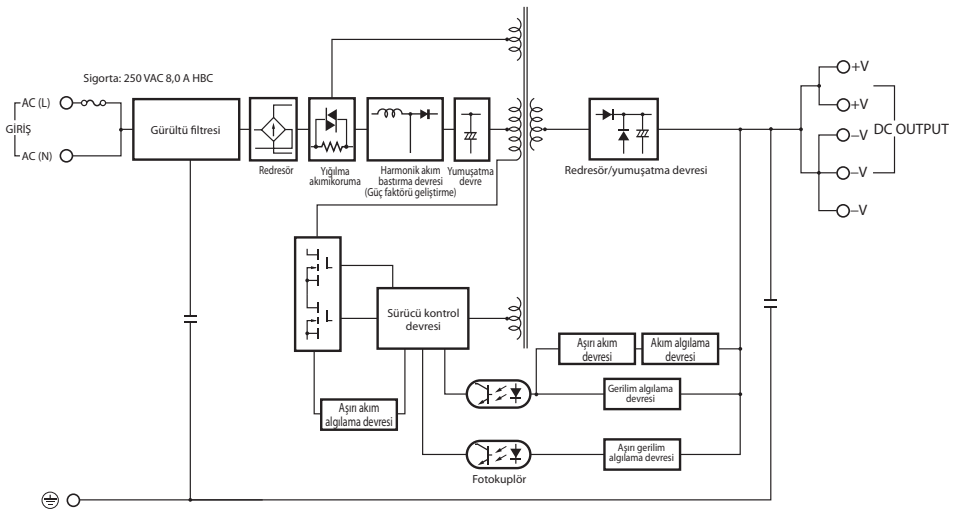 Sigorta: 250 VAC 8,0 A HBC
AC (L)
GİRİŞ
AC (N)
Gürültü filtresi
Redresör
Yığılma
akımikoruma
Harmonik akım
bastırma devresi
(Güç faktörü geliştirme)
Yumuşatma
devre
Redresör/yumuşatma devresi
+V
+V
–V
–V
–V
DC OUTPUT
Sürücü kontrol
devresi
Aşırı akım
devresi
Akım algılama
devresi
Gerilim algılama
devresi
Aşırı akım
algılama devresi
Aşırı gerilim
algılama devresi
Fotokuplör